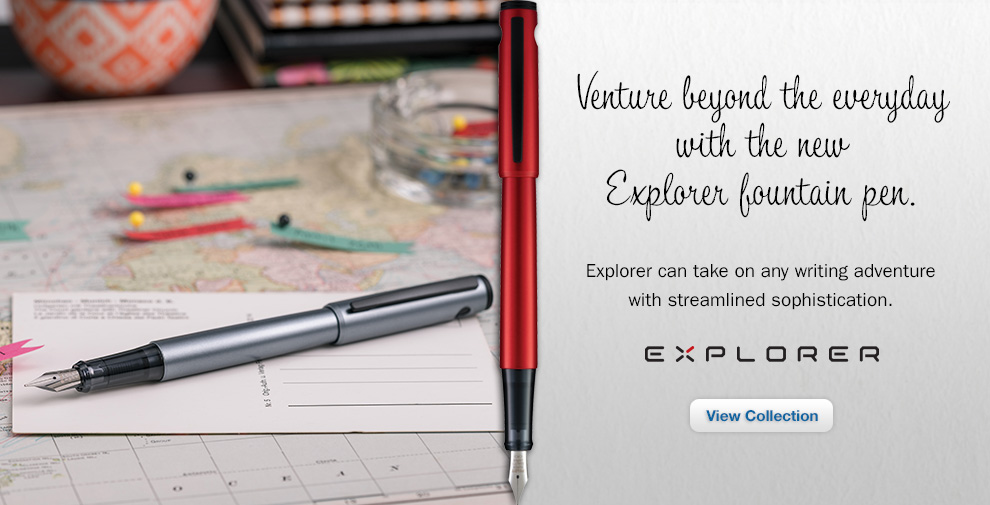 Venture beyond the everyday
with the new
Explorer fountain pen.
Explorer can take on any writing adventure
with streamlined sophistication.
EXPLORER
View Collection
O C E A N